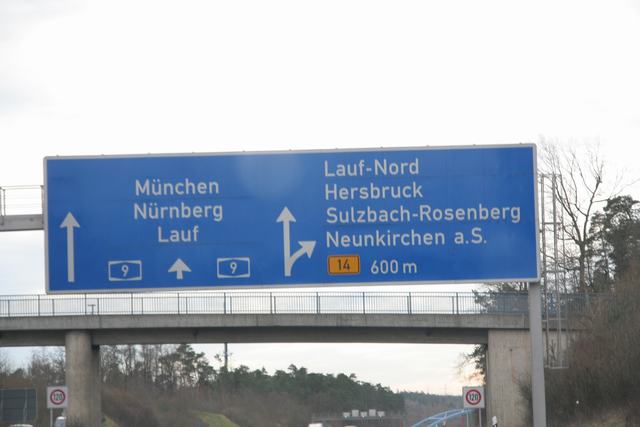 München
Nürnberg
Lauf
9
9
Lauf-Nord
Hersbruck
Sulzbach-Rosenberg
Neunkirchen a.S.
14 600 m
120
120